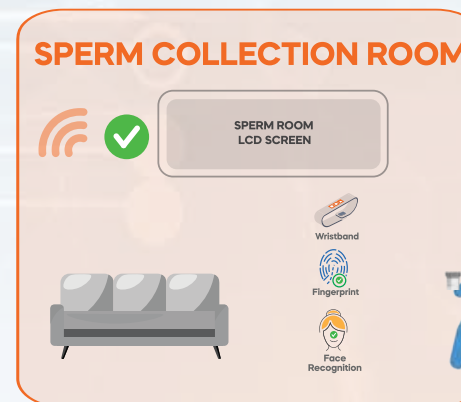 SPERM COLLECTION ROOM
SPERM ROOM
LCD SCREEN
Wristband
Fingerprint
Face
Recognition